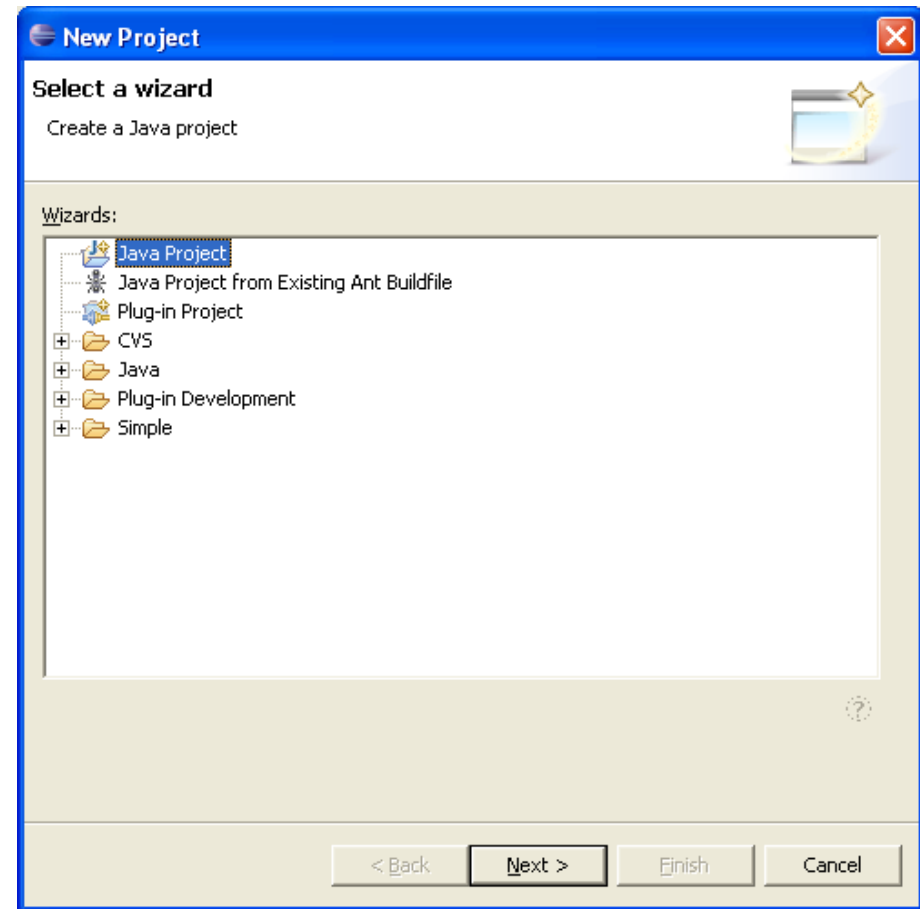 New Project
Select a wizard
Create a Java project
Wizards:
Java Project
Java Project from Existing Ant Buildfile
Plug-in Project
CVS
Java
Plug-in Development
Simple
?
< Back Next > Finish Cancel